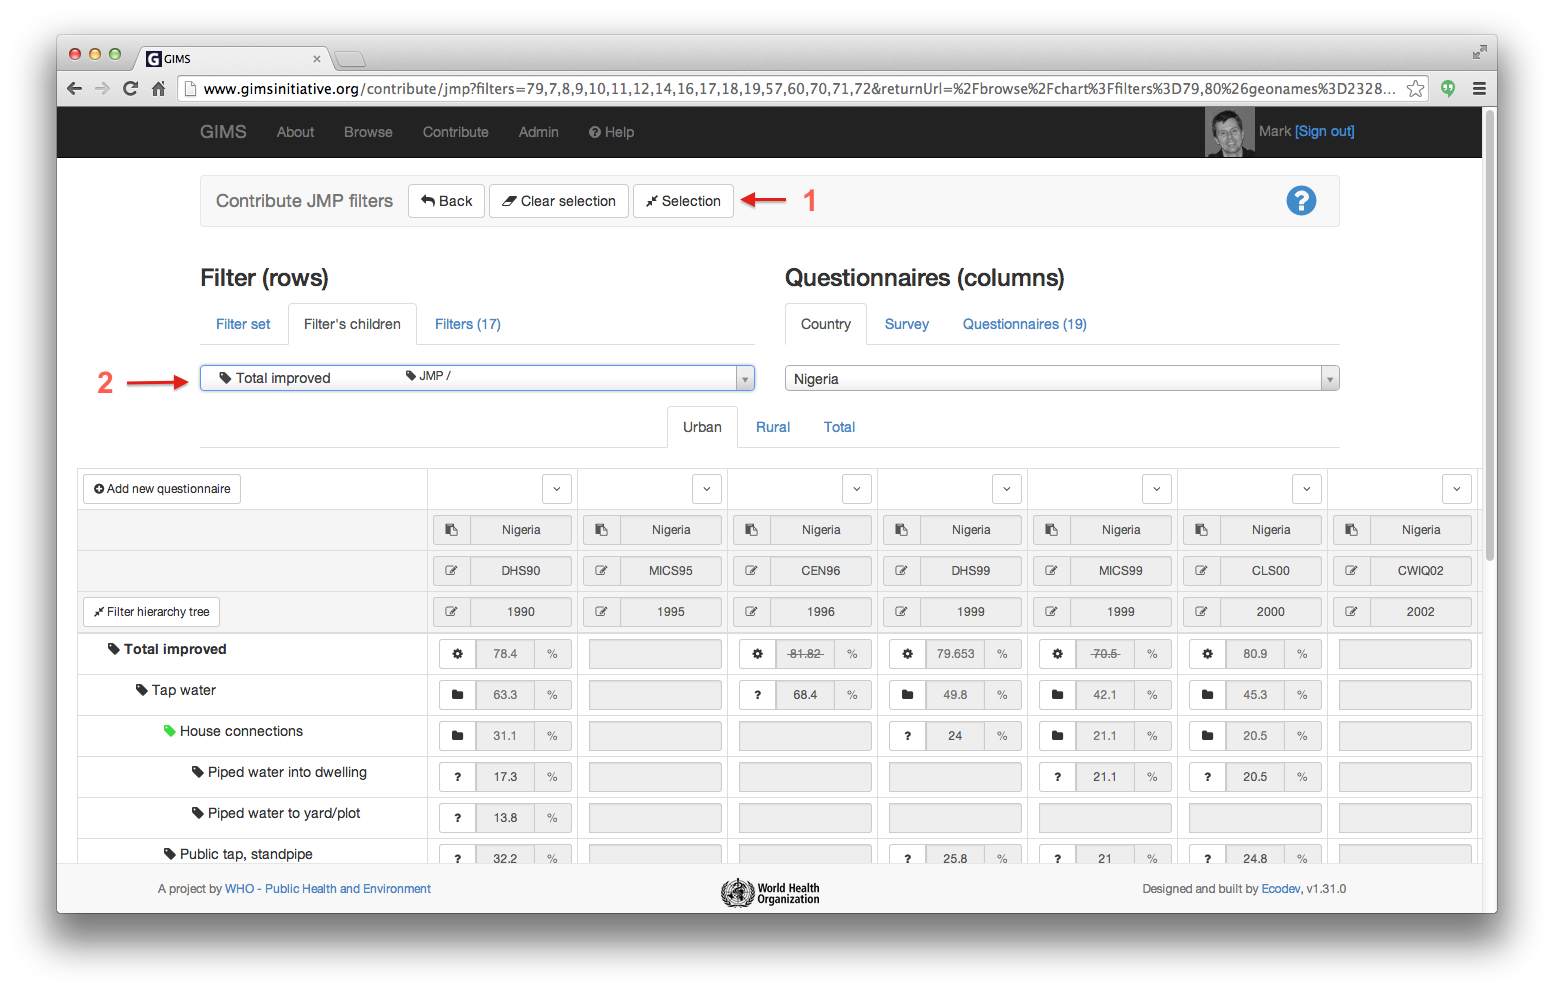 GIMS
www.gimsinitiative.org/contribute/jmp?filters=79,7,8,9,10,11,12,14,16,17,18,19,57,60,70,71,72&returnUrl=%2Fbrowse%2Fchart%3Ffilters%3D79,80%26geonames%3D2328...
GIMS About Browse Contribute Admin ? Help Mark [Sign out]
Contribute JMP filters Back Clear selection Selection 1 ?
Filter (rows) Questionnaires (columns)
Filter set Filter's children Filters (17) Country Survey Questionnaires (19)
2 Total improved JMP / Nigeria
Urban Rural Total
Add new questionnaire
Nigeria Nigeria Nigeria Nigeria Nigeria Nigeria Nigeria
DHS90 MICS95 CEN96 DHS99 MICS99 CLS00 CWIQ02
Filter hierarchy tree 1990 1995 1996 1999 1999 2000 2002
Total improved 78.4 % 81.82 % 79.653 % 70.5 % 80.9 %
Tap water 63.3 % ? 68.4 % 49.8 % 42.1 % 45.3 %
House connections 31.1 % ? 24 % 21.1 % 20.5 %
Piped water into dwelling ? 17.3 % ? 21.1 % ? 20.5 %
Piped water to yard/plot ? 13.8 %
Public tap, standpipe ? 32.2 % ? 25.8 % ? 21 % ? 24.8 %
A project by WHO - Public Health and Environment World Health Designed and built by Ecodev, v1.31.0
Organization